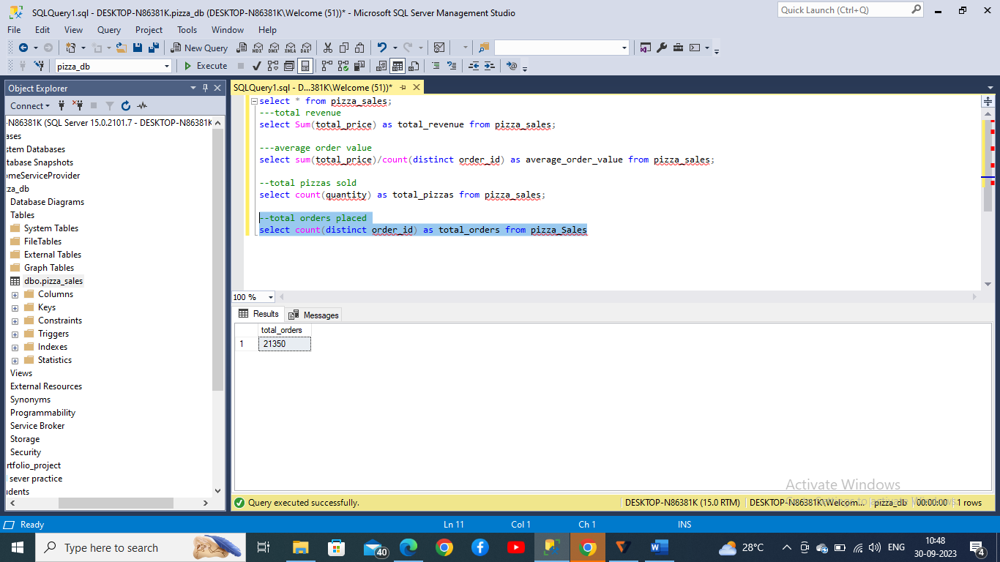 SQLQuery1.sql - DESKTOP-N86381K.pizza_db (DESKTOP-N86381K\Welcome (51))* - Microsoft SQL Server Management Studio
Quick Launch (Ctrl+Q)
File Edit View Query Project Tools Window Help
New Query MDX DMX XMLA DAX
pizza_db Execute
Object Explorer
SQLQuery1.sql - D...381K\Welcome (51))*
Connect
-N86381K (SQL Server 15.0.2101.7 - DESKTOP-N86381K
ases
stem Databases
tabase Snapshots
omeServiceProvider
za_db
Database Diagrams
Tables
System Tables
FileTables
External Tables
Graph Tables
dbo.pizza_sales
Columns
Keys
Constraints
Triggers
Indexes
Statistics
Views
External Resources
Synonyms
Programmability
Service Broker
Storage
Security
rtfolio_project
sever practice
idents
select * from pizza_sales;
---total revenue
select Sum(total_price) as total_revenue from pizza_sales;
---average order value
select sum(total_price)/count(distinct order_id) as average_order_value from pizza_sales;
--total pizzas sold
select count(quantity) as total_pizzas from pizza_sales;
--total orders placed
select count(distinct order_id) as total_orders from pizza_Sales
100 %
Results Messages
total_orders
1 21350
Activate Windows
Query executed successfully.
DESKTOP-N86381K (15.0 RTM) DESKTOP-N86381K\Welcom... pizza_db 00:00:00 1 rows
Ready Ln 11 Col 1 Ch 1 INS
Type here to search
40
28°C ENG
10:48
30-09-2023
4